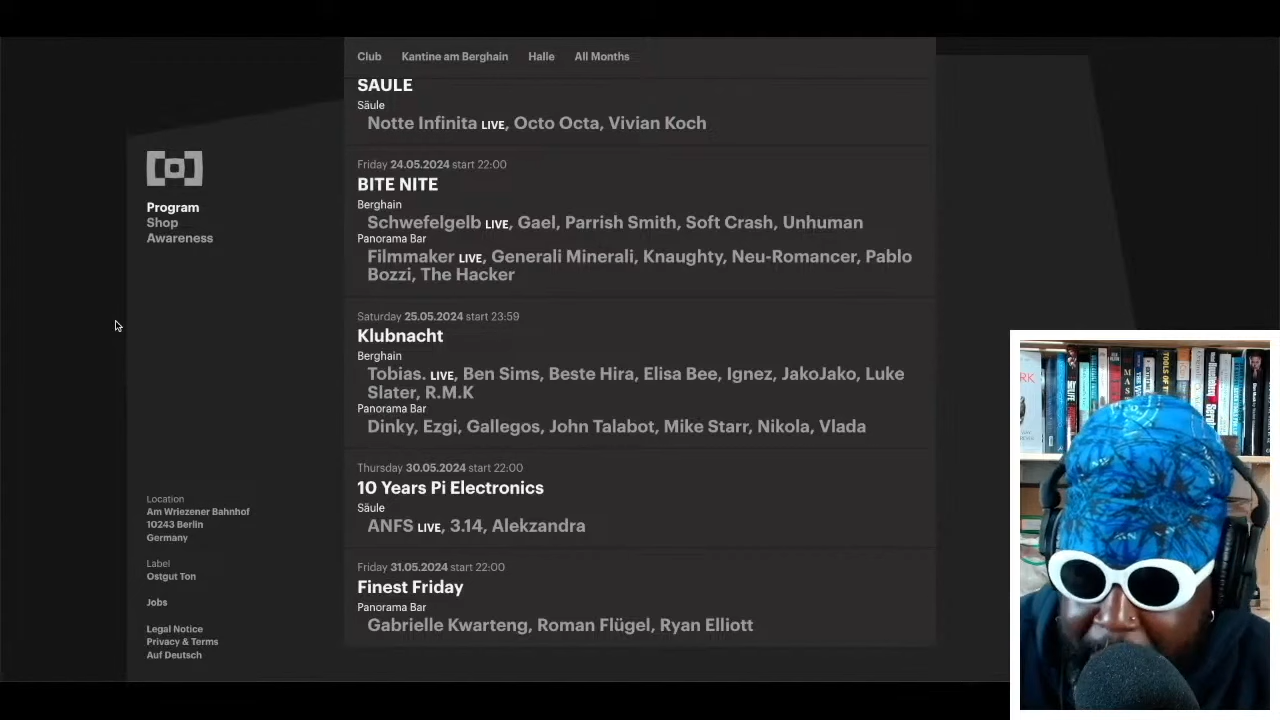 Club Kantine am Berghain Halle All Months
SÄULE
Säule
Notte Infinita LIVE, Octo Octa, Vivian Koch
Friday 24.05.2024 start 22:00
BITE NITE
Berghain
Schwefelgelb LIVE, Gael, Parrish Smith, Soft Crash, Unhuman
Panorama Bar
Filmmaker LIVE, Generali Minerali, Knaughty, Neu-Romancer, Pablo
Bozzi, The Hacker
Saturday 25.05.2024 start 23:59
Klubnacht
Berghain
Tobias. LIVE, Ben Sims, Beste Hira, Elisa Bee, Ignez, JakoJako, Luke
Slater, R.M.K
Panorama Bar
Dinky, Ezgi, Gallegos, John Talabot, Mike Starr, Nikola, Vlada
Thursday 30.05.2024 start 22:00
10 Years Pi Electronics
Säule
ANFS LIVE, 3.14, Alekzandra
Friday 31.05.2024 start 22:00
Finest Friday
Panorama Bar
Gabrielle Kwarteng, Roman Flügel, Ryan Elliott
Program
Shop
Awareness
Location
Am Wriezener Bahnhof
10243 Berlin
Germany
Label
Ostgut Ton
Jobs
Legal Notice
Privacy & Terms
Auf Deutsch